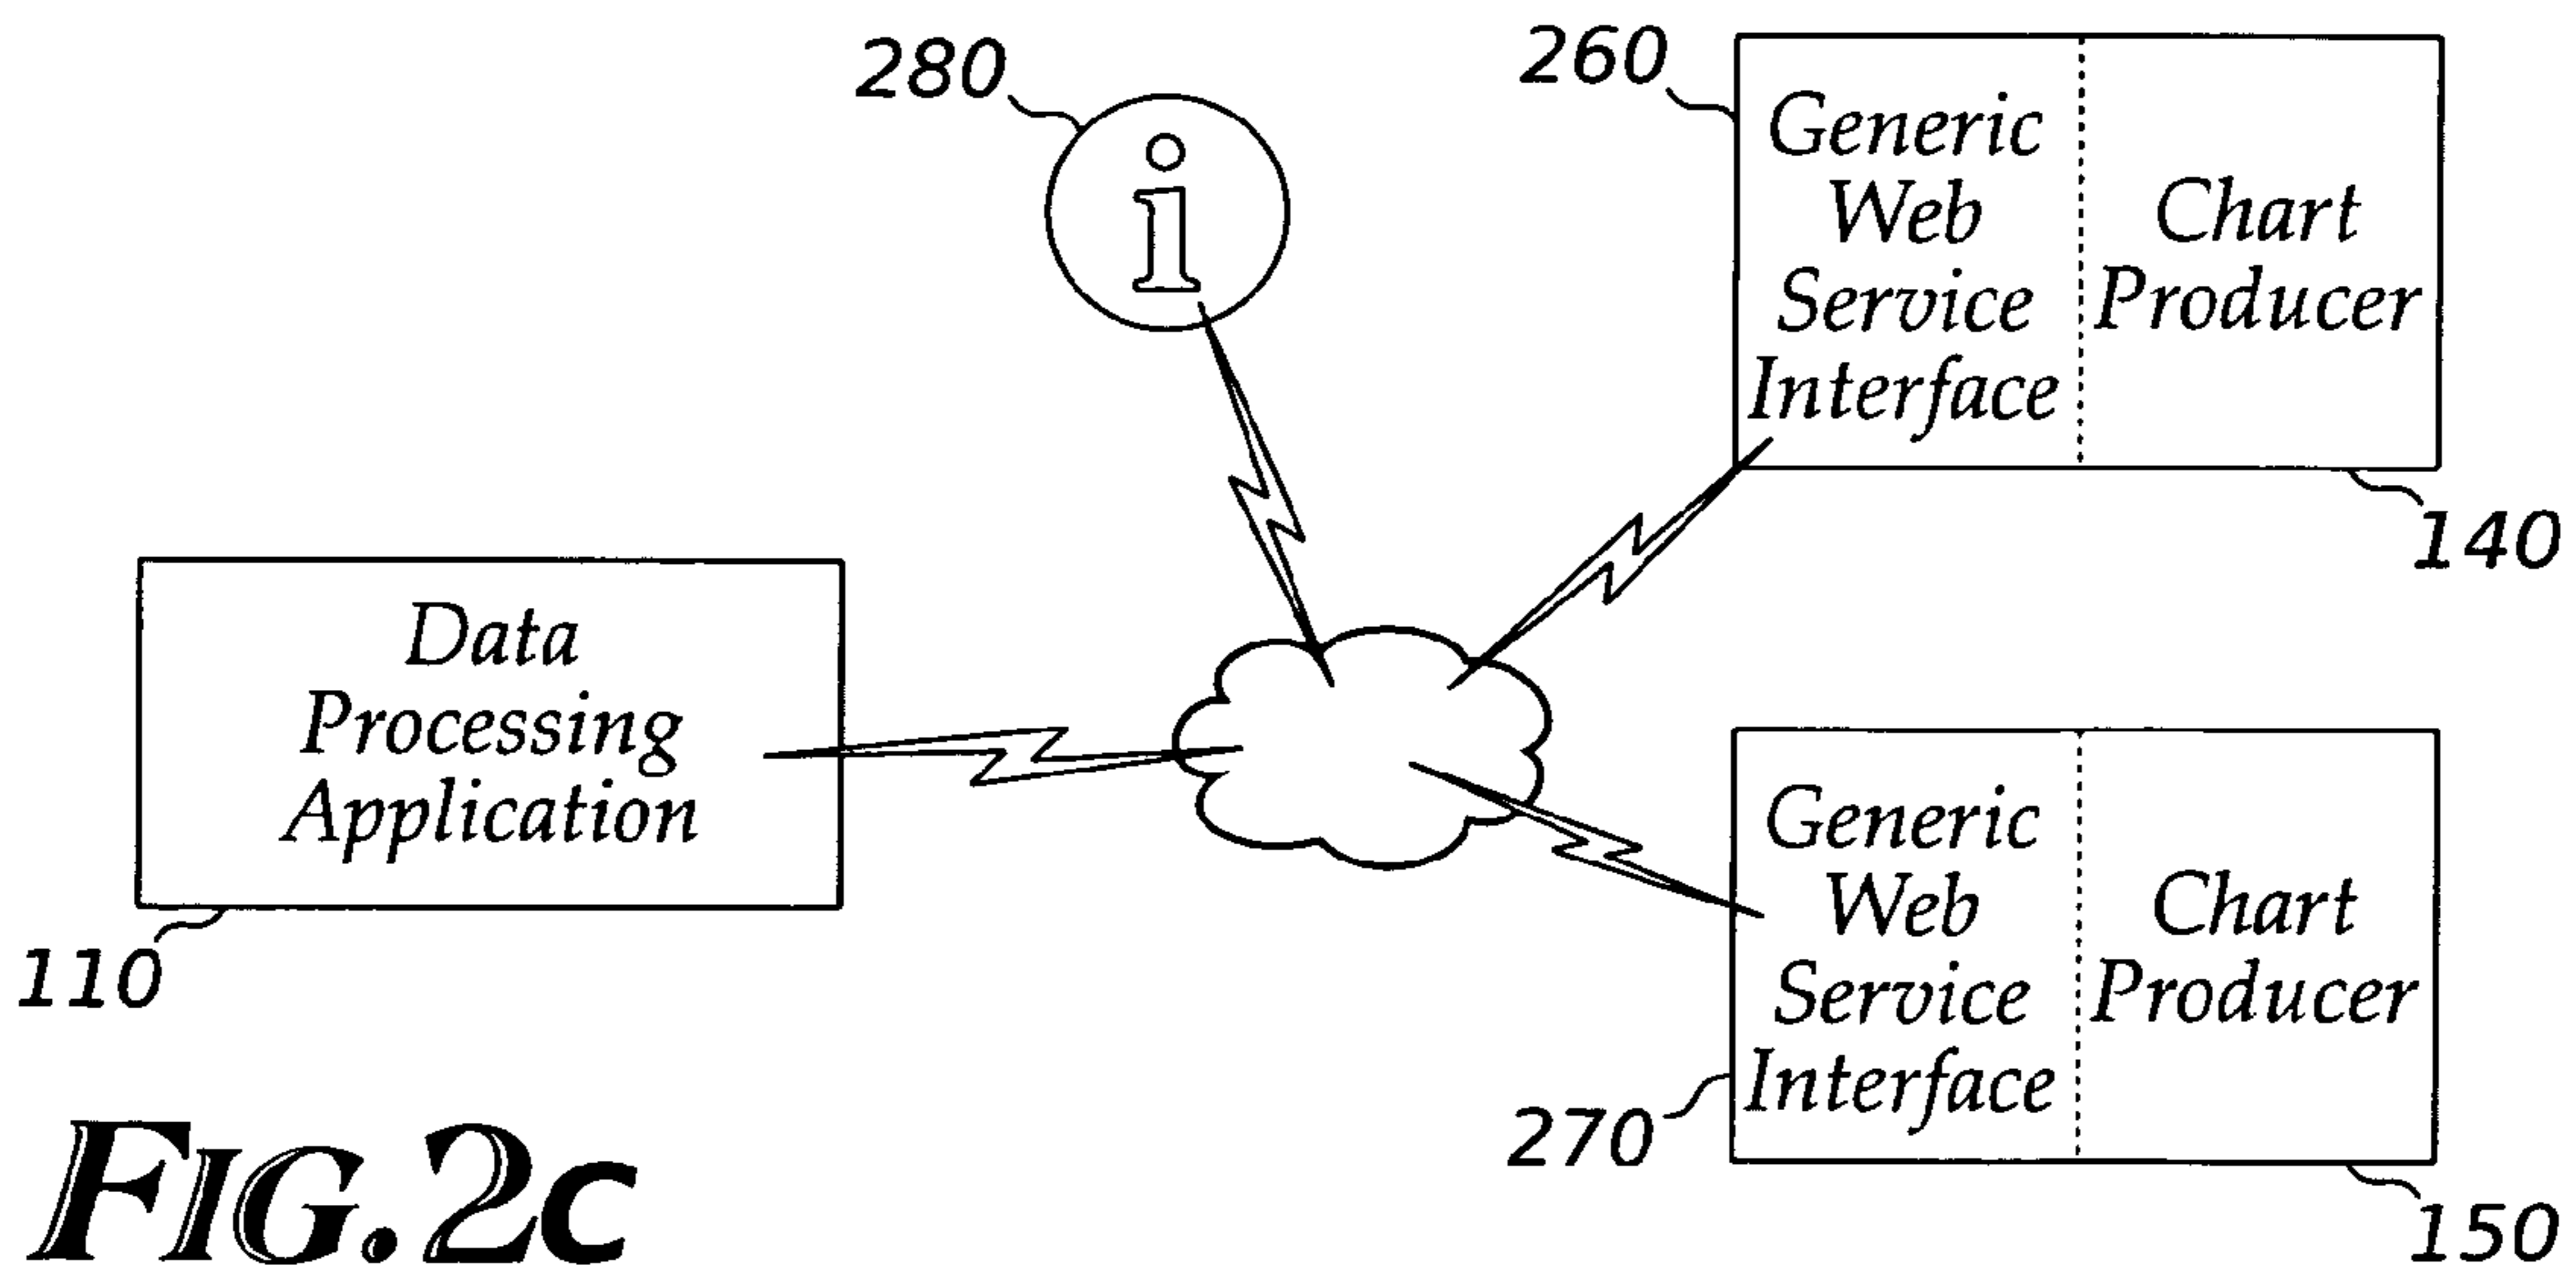 280
i
260
Generic
Web
Service
Interface
Chart
Producer
140
Data
Processing
Application
110
Generic
Web
Service
Interface
Chart
Producer
270
150
FIG. 2c